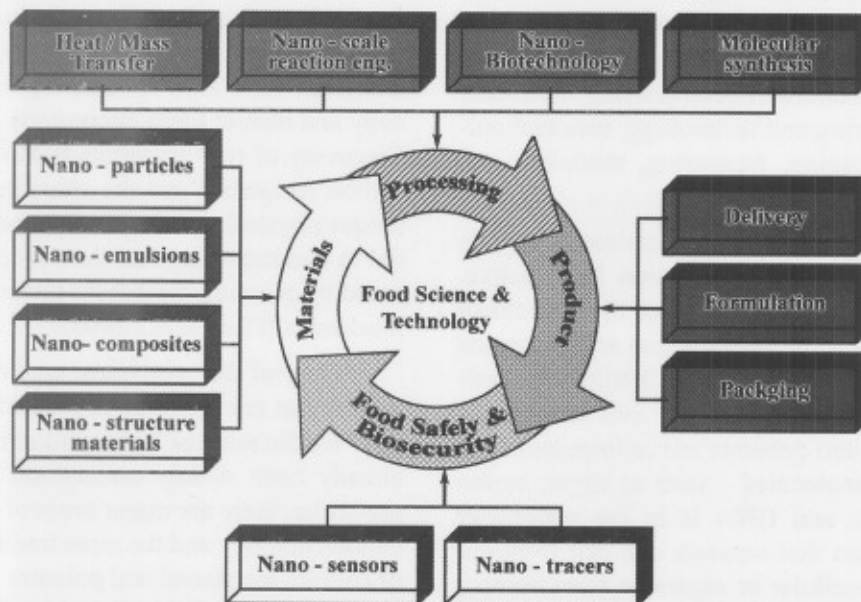 Heat / Mass
Transfer
Nano - scale
reaction eng.
Nano -
Biotechnology
Molecular
synthesis
Nano - particles
Nano - emulsions
Nano- composites
Nano - structure
materials
Processing
Materials
Food Science &
Technology
Product
Food Safely &
Biosecurity
Delivery
Formulation
Packging
Nano -
sensors
Nano -
tracers